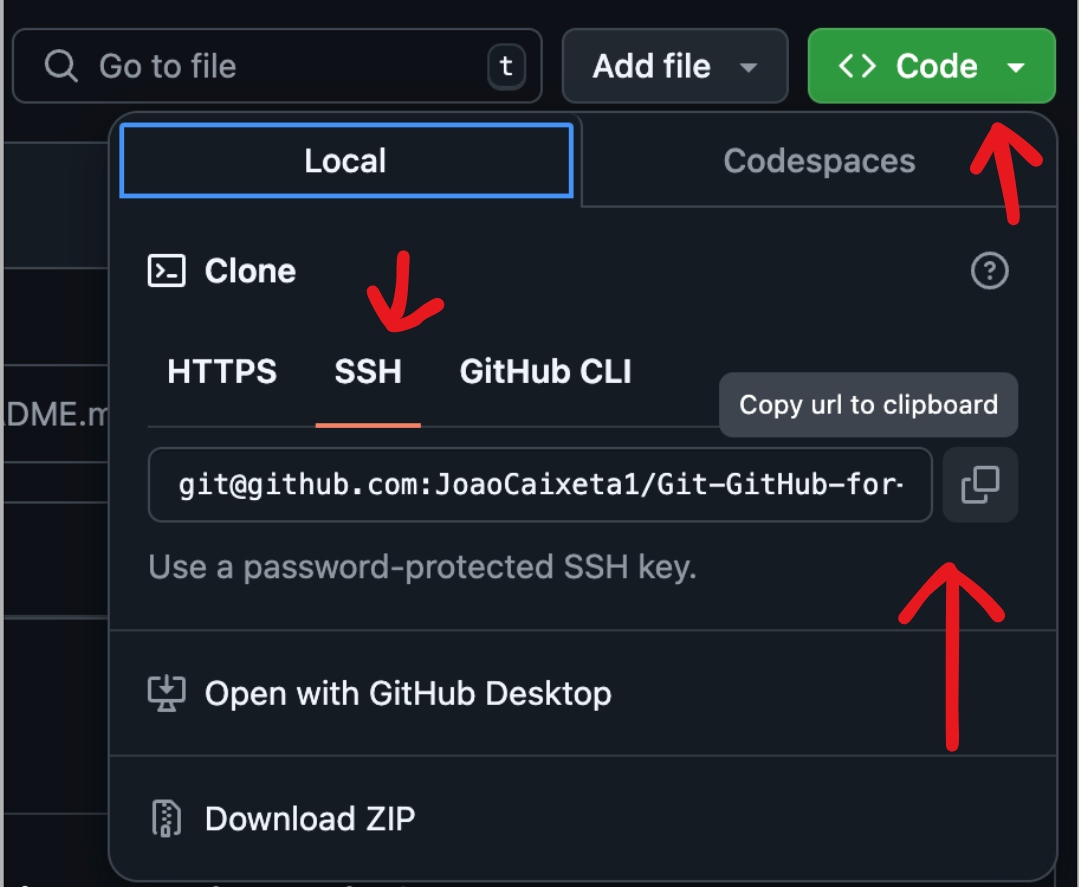 Go to file
t
Add file
Code
Local
Codespaces
Clone
HTTPS
SSH
GitHub CLI
Copy url to clipboard
DME.m
git@github.com:JoaoCaixeta1/Git-GitHub-for-
Use a password-protected SSH key.
Open with GitHub Desktop
Download ZIP